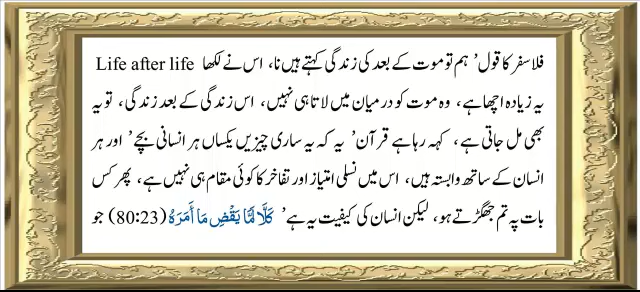 فلاسفر کا قول’ ہم تو موت کے بعد کی زندگی کہتے ہیں نا، اس نے لکھا Life after life
یہ زیادہ اچھا ہے، وہ موت کو درمیان میں لاتا ہی نہیں، اس زندگی کے بعد زندگی، تو یہ
بھی مل جاتی ہے، کہہ رہا ہے قرآن’ یہ کہ یہ ساری چیزیں یکساں ہر انسانی بچے’ اور ہر
انسان کے ساتھ وابستہ ہیں، اس میں نسلی امتیاز اور تفاخر کا کوئی مقام ہی نہیں ہے، پھر کس
بات پہ تم جھگڑتے ہو، لیکن انسان کی کیفیت یہ ہے’ كَلَّا لَمَّا يَقْضِ مَا أَمَرَهُ (80:23) جو